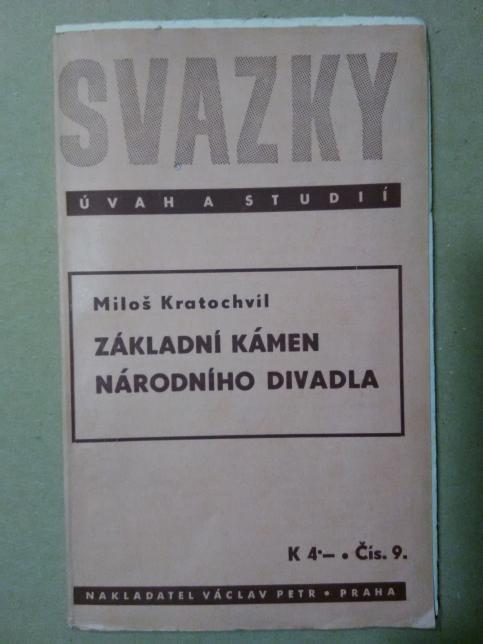 SVAZKY
ÚVAH A STUDIÍ
Miloš Kratochvil
ZÁKLADNÍ KÁMEN
NÁRODNÍHO DIVADLA
K 4·— • Čís. 9.
NAKLADATEL VÁCLAV PETR • PRAHA